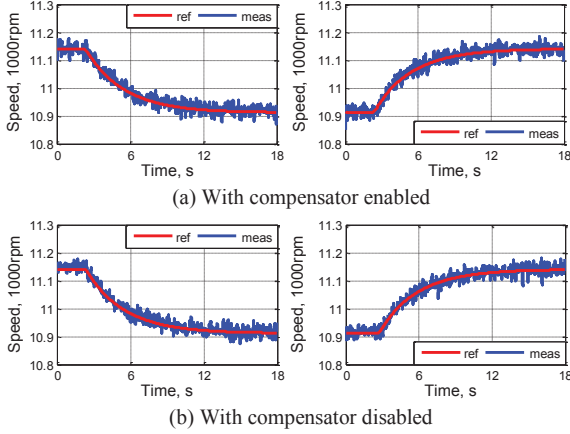 11.3
11.2
11.1
11
10.9
10.8
Speed, 1000rpm
ref meas
0 6 12 18
Time, s
11.3
11.2
11.1
11
10.9
10.8
Speed, 1000rpm
ref meas
0 6 12 18
Time, s
(a) With compensator enabled
11.3
11.2
11.1
11
10.9
10.8
Speed, 1000rpm
ref meas
0 6 12 18
Time, s
11.3
11.2
11.1
11
10.9
10.8
Speed, 1000rpm
ref meas
0 6 12 18
Time, s
(b) With compensator disabled